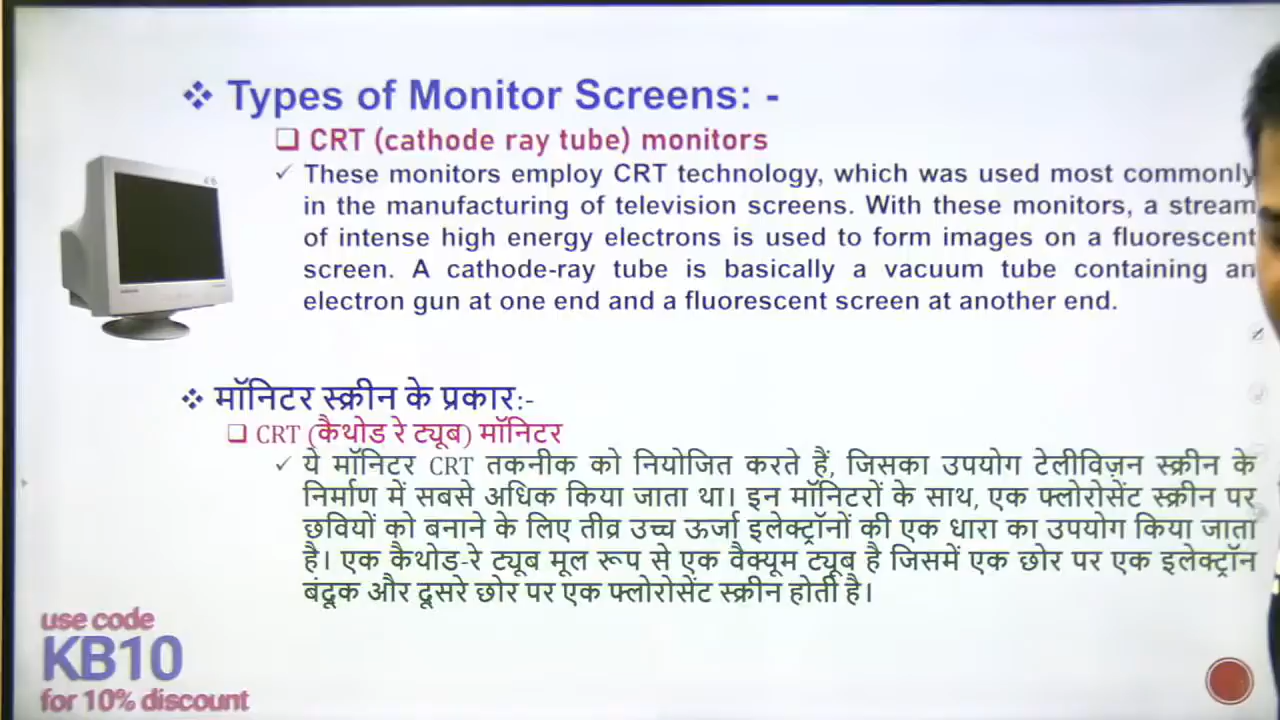 Types of Monitor Screens: -
CRT (cathode ray tube) monitors
These monitors employ CRT technology, which was used most commonly
in the manufacturing of television screens. With these monitors, a stream
of intense high energy electrons is used to form images on a fluorescent
screen. A cathode-ray tube is basically a vacuum tube containing an
electron gun at one end and a fluorescent screen at another end.
मॉनिटर स्क्रीन के प्रकार:-
CRT (कैथोड रे ट्यूब) मॉनिटर
ये मॉनिटर CRT तकनीक को नियोजित करते हैं, जिसका उपयोग टेलीविज़न स्क्रीन के
निर्माण में सबसे अधिक किया जाता था। इन मॉनिटरों के साथ, एक फ्लोरोसेंट स्क्रीन पर
छवियों को बनाने के लिए तीव्र उच्च ऊर्जा इलेक्ट्रॉनों की एक धारा का उपयोग किया जाता
है। एक कैथोड-रे ट्यूब मूल रूप से एक वैक्यूम ट्यूब है जिसमें एक छोर पर एक इलेक्ट्रॉन
बंदूक और दूसरे छोर पर एक फ्लोरोसेंट स्क्रीन होती है।
use code
KB10
for 10% discount